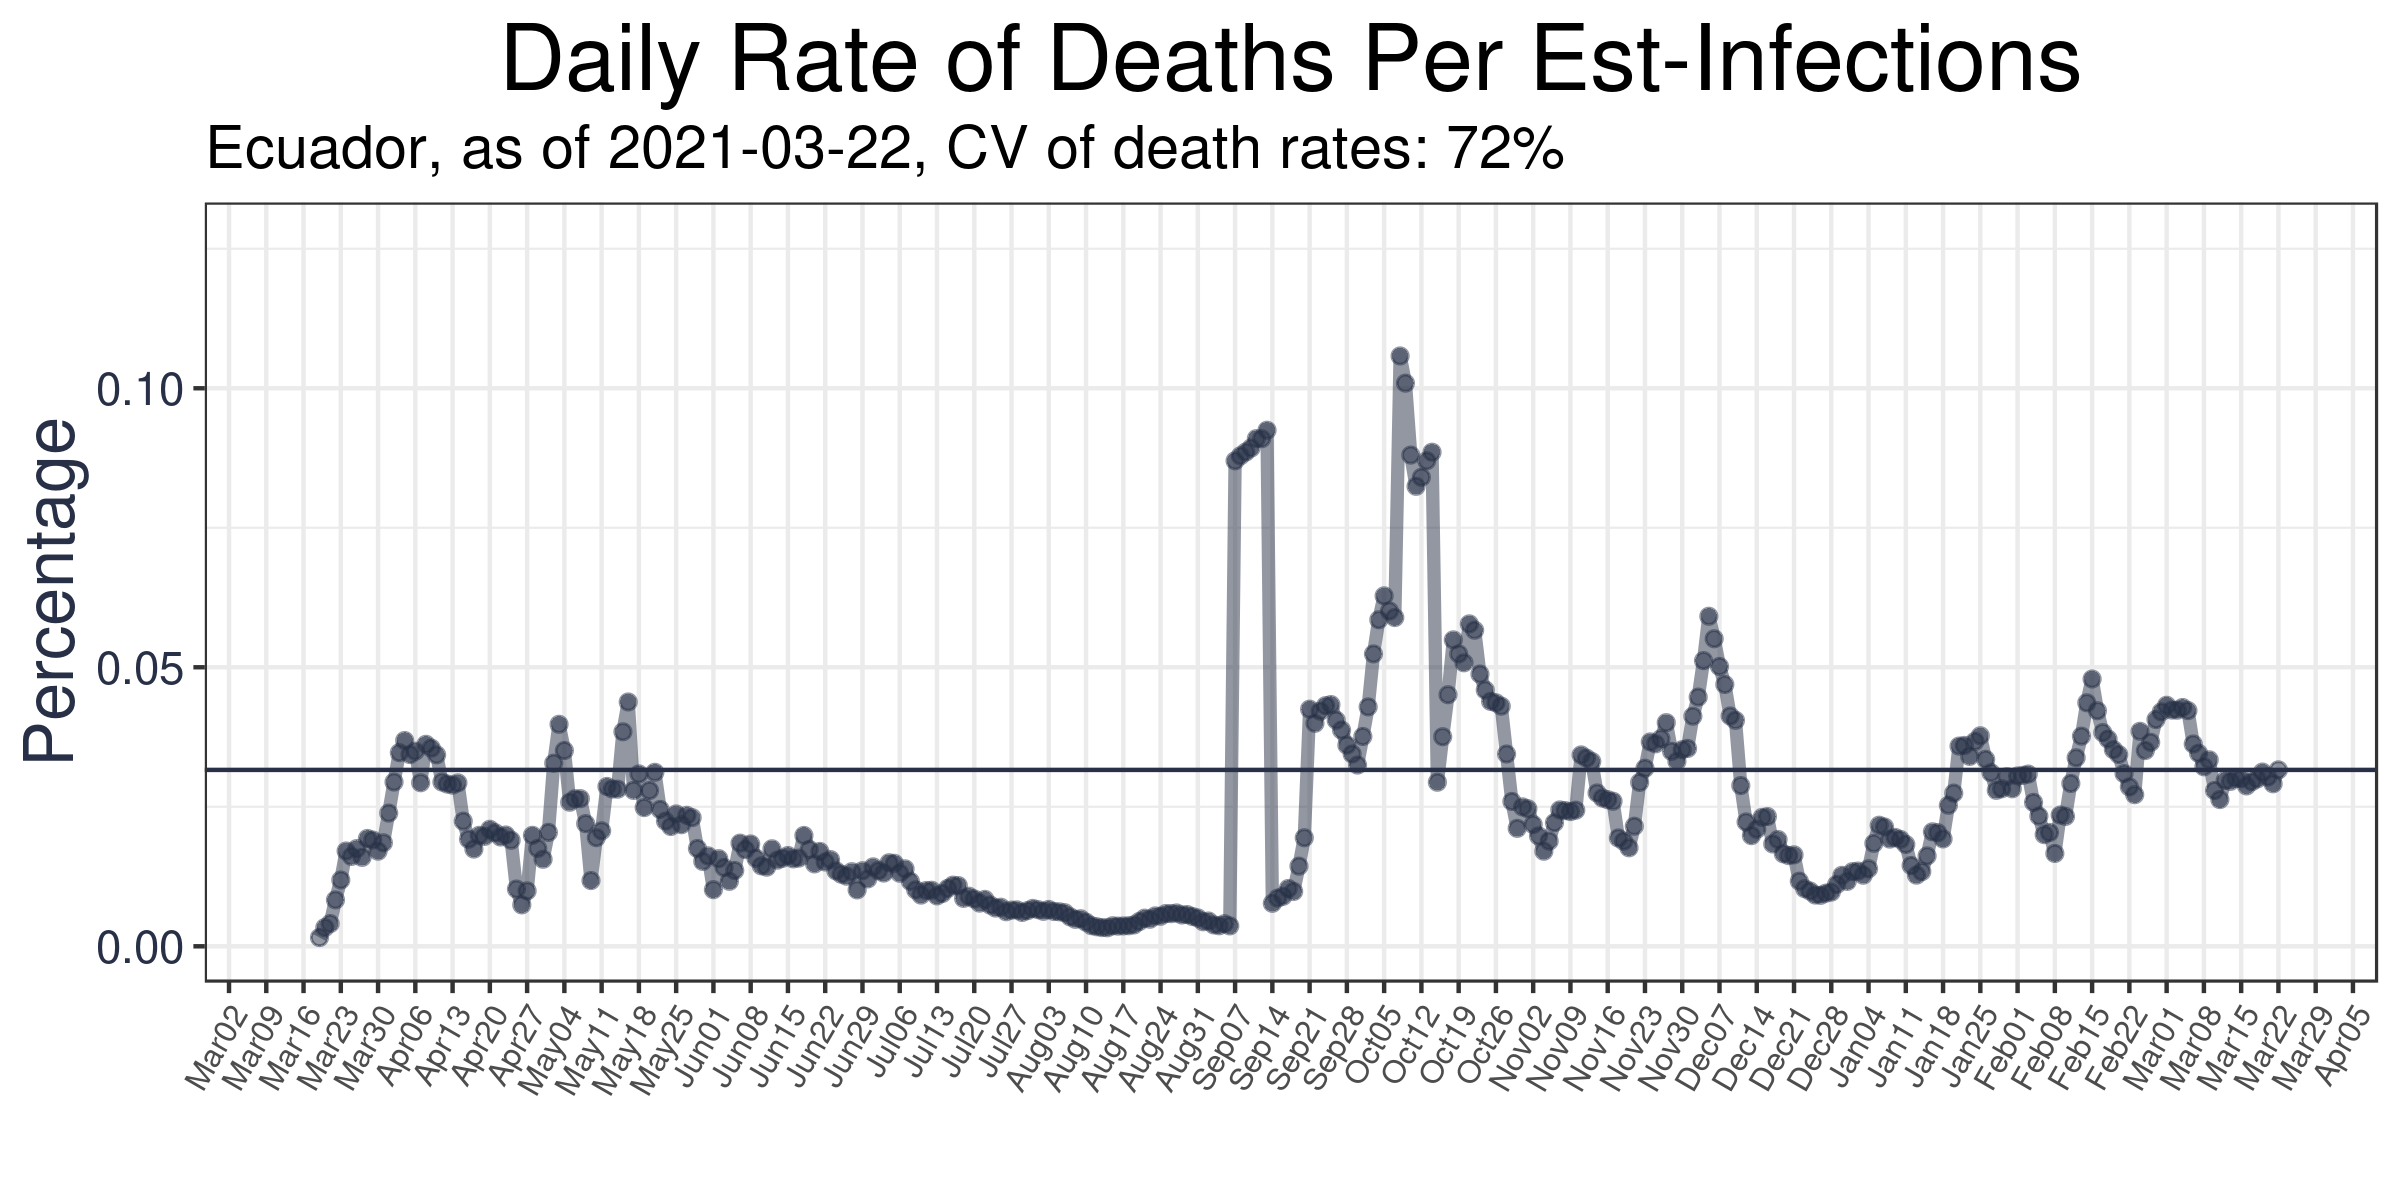 Daily Rate of Deaths Per Est-Infections
Ecuador, as of 2021-03-22, CV of death rates: 72%
Percentage
0.10
0.05
0.00
Mar02
Mar09
Mar16
Mar23
Mar30
Apr06
Apr13
Apr20
Apr27
May04
May11
May18
May25
Jun01
Jun08
Jun15
Jun22
Jun29
Jul06
Jul13
Jul20
Jul27
Aug03
Aug10
Aug17
Aug24
Aug31
Sep07
Sep14
Sep21
Sep28
Oct05
Oct12
Oct19
Oct26
Nov02
Nov09
Nov16
Nov23
Nov30
Dec07
Dec14
Dec21
Dec28
Jan04
Jan11
Jan18
Jan25
Feb01
Feb08
Feb15
Feb22
Mar01
Mar08
Mar15
Mar22
Mar29
Apr05